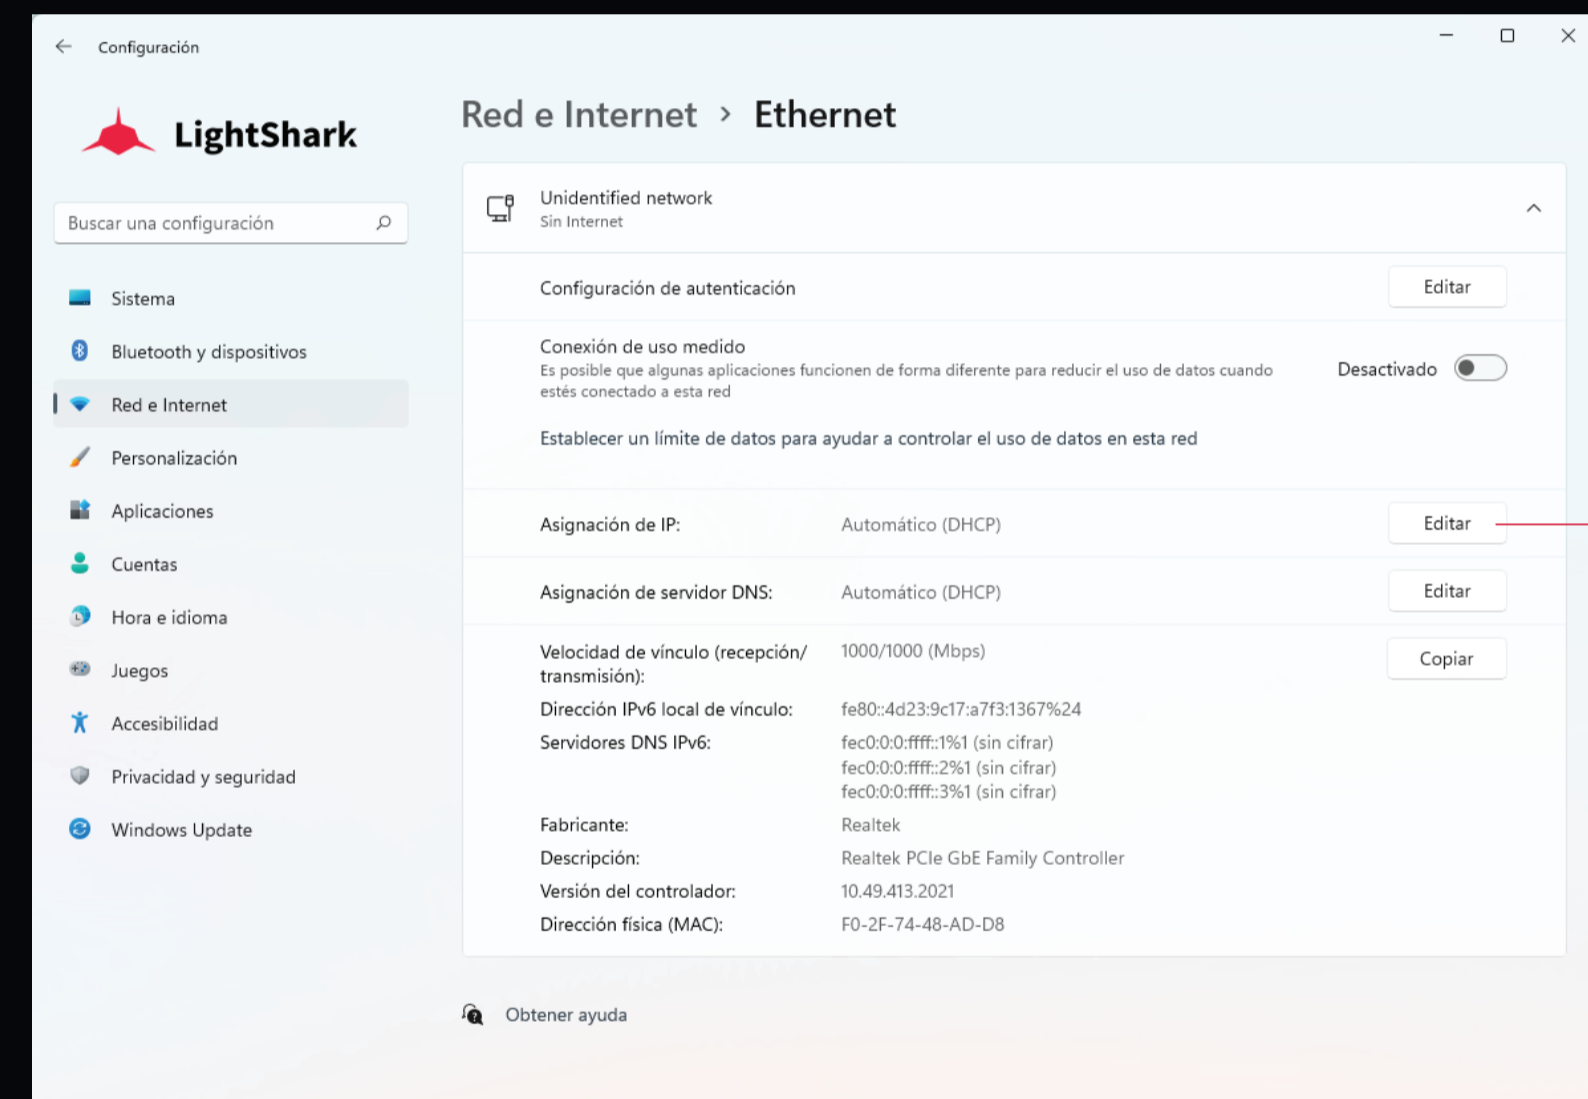 Configuración
LightShark
Buscar una configuración
Sistema
Bluetooth y dispositivos
Red e Internet
Personalización
Aplicaciones
Cuentas
Hora e idioma
Juegos
Accesibilidad
Privacidad y seguridad
Windows Update
Red e Internet > Ethernet
Unidentified network
Sin Internet
Configuración de autenticación Editar
Conexión de uso medido
Es posible que algunas aplicaciones funcionen de forma diferente para reducir el uso de datos cuando
estés conectado a esta red
Desactivado
Establecer un límite de datos para ayudar a controlar el uso de datos en esta red
Asignación de IP: Automático (DHCP) Editar
Asignación de servidor DNS: Automático (DHCP) Editar
Velocidad de vínculo (recepción/ 1000/1000 (Mbps) Copiar
transmisión):
Dirección IPv6 local de vínculo: fe80::4d23:9c17:a7f3:1367%24
Servidores DNS IPv6: fec0:0:0:ffff::1%1 (sin cifrar)
fec0:0:0:ffff::2%1 (sin cifrar)
fec0:0:0:ffff::3%1 (sin cifrar)
Fabricante: Realtek
Descripción: Realtek PCIe GbE Family Controller
Versión del controlador: 10.49.413.2021
Dirección física (MAC): F0-2F-74-48-AD-D8
Obtener ayuda